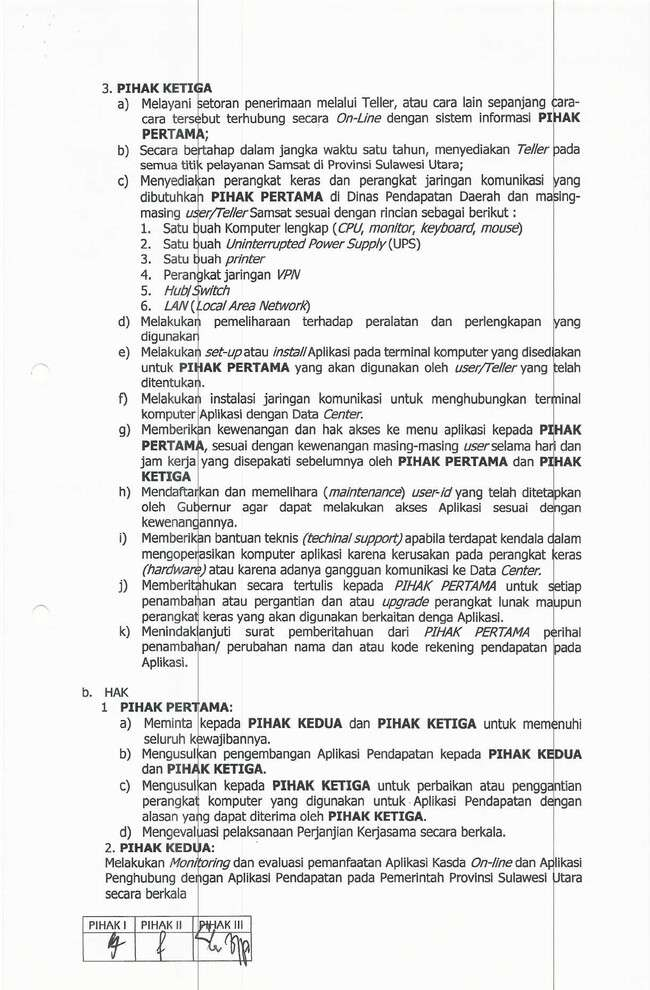 3. PIHAK KETIGA
a) Melayani setoran penerimaan melalui Teller, atau cara lain sepanjang cara-
cara tersebut terhubung secara On-Line dengan sistem informasi PIHAK
PERTAMA;
b) Secara bertahap dalam jangka waktu satu tahun, menyediakan Teller pada
semua titik pelayanan Samsat di Provinsi Sulawesi Utara;
c) Menyediakan perangkat keras dan perangkat jaringan komunikasi yang
dibutuhkan PIHAK PERTAMA di Dinas Pendapatan Daerah dan masing-
masing user/Teller Samsat sesuai dengan rincian sebagai berikut :
1. Satu buah Komputer lengkap (CPU, monitor, keyboard, mouse)
2. Satu buah Uninterrupted Power Supply (UPS)
3. Satu buah printer
4. Perangkat jaringan VPN
5. Hub/Switch
6. LAN (Local Area Network)
d) Melakukan pemeliharaan terhadap peralatan dan perlengkapan yang
digunakan
e) Melakukan set-up atau install Aplikasi pada terminal komputer yang disediakan
untuk PIHAK PERTAMA yang akan digunakan oleh user/Teller yang telah
ditentukan.
f) Melakukan instalasi jaringan komunikasi untuk menghubungkan terminal
komputer Aplikasi dengan Data Center.
g) Memberikan kewenangan dan hak akses ke menu aplikasi kepada PIHAK
PERTAMA, sesuai dengan kewenangan masing-masing user selama hari dan
jam kerja yang disepakati sebelumnya oleh PIHAK PERTAMA dan PIHAK
KETIGA
h) Mendaftarkan dan memelihara (maintenance) user-id yang telah ditetapkan
oleh Gubernur agar dapat melakukan akses Aplikasi sesuai dengan
kewenangannya.
i) Memberikan bantuan teknis (techinal support) apabila terdapat kendala dalam
mengoperasikan komputer aplikasi karena kerusakan pada perangkat keras
(hardware) atau karena adanya gangguan komunikasi ke Data Center.
j) Memberitahukan secara tertulis kepada PIHAK PERTAMA untuk setiap
penambahan atau pergantian dan atau upgrade perangkat lunak maupun
perangkat keras yang akan digunakan berkaitan denga Aplikasi.
k) Menindaklanjuti surat pemberitahuan dari PIHAK PERTAMA perihal
penambahan/ perubahan nama dan atau kode rekening pendapatan pada
Aplikasi.
b. HAK
1 PIHAK PERTAMA:
a) Meminta kepada PIHAK KEDUA dan PIHAK KETIGA untuk memenuhi
seluruh kewajibannya.
b) Mengusulkan pengembangan Aplikasi Pendapatan kepada PIHAK KEDUA
dan PIHAK KETIGA.
c) Mengusulkan kepada PIHAK KETIGA untuk perbaikan atau penggantian
perangkat komputer yang digunakan untuk Aplikasi Pendapatan dengan
alasan yang dapat diterima oleh PIHAK KETIGA.
d) Mengevaluasi pelaksanaan Perjanjian Kerjasama secara berkala.
2. PIHAK KEDUA:
Melakukan Monitoring dan evaluasi pemanfaatan Aplikasi Kasda On-line dan Aplikasi
Penghubung dengan Aplikasi Pendapatan pada Pemerintah Provinsi Sulawesi Utara
secara berkala
PIHAK I PIHAK II PIHAK III